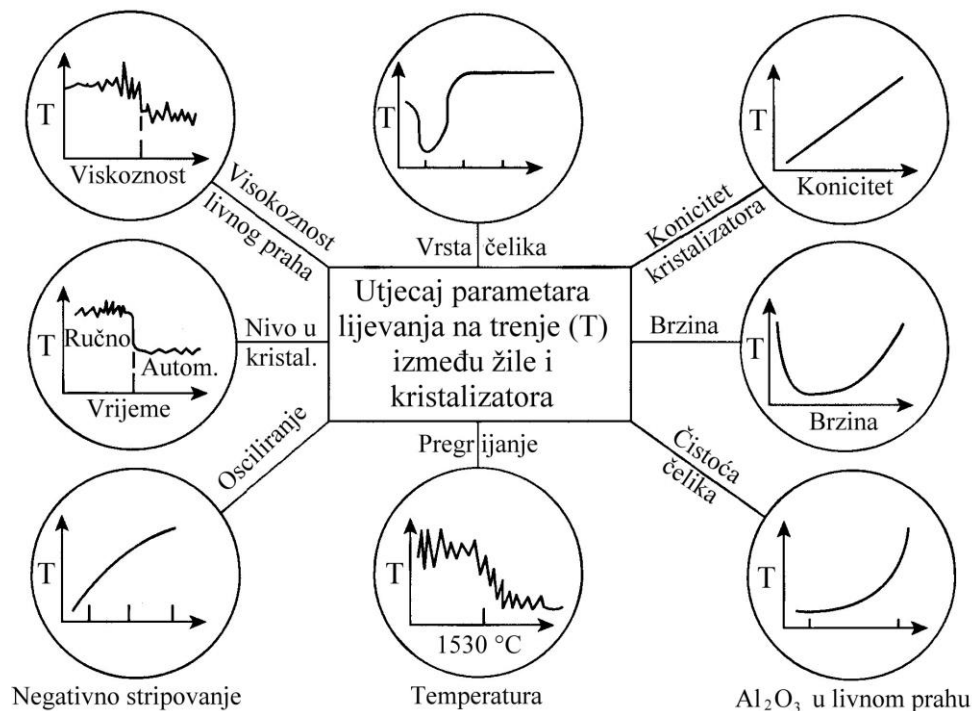 T
Viskoznost
Visokoznost
livnog praha
T
Vrsta čelika
T
Konicitet
Konicitet
kristalizatora
T
Ručno
Autom.
Vrijeme
Nivo u
kristal.
Utjecaj parametara
lijevanja na trenje (T)
između žile i
kristalizatora
Brzina
T
Brzina
Osciliranje
T
Negativno stripovanje
Pregrijanje
T
1530 °C
Temperatura
Čistoća
čelika
T
Al₂O₃ u livnom prahu